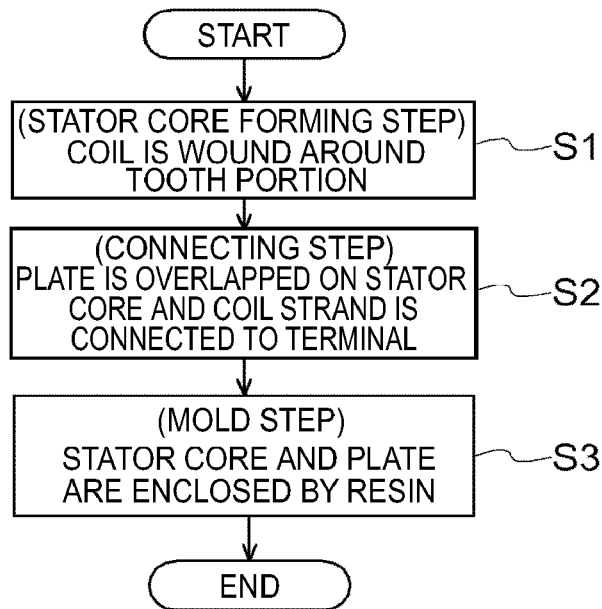 START
(STATOR CORE FORMING STEP)
COIL IS WOUND AROUND
TOOTH PORTION
S1
(CONNECTING STEP)
PLATE IS OVERLAPPED ON STATOR
CORE AND COIL STRAND IS
CONNECTED TO TERMINAL
S2
(MOLD STEP)
STATOR CORE AND PLATE
ARE ENCLOSED BY RESIN
S3
END